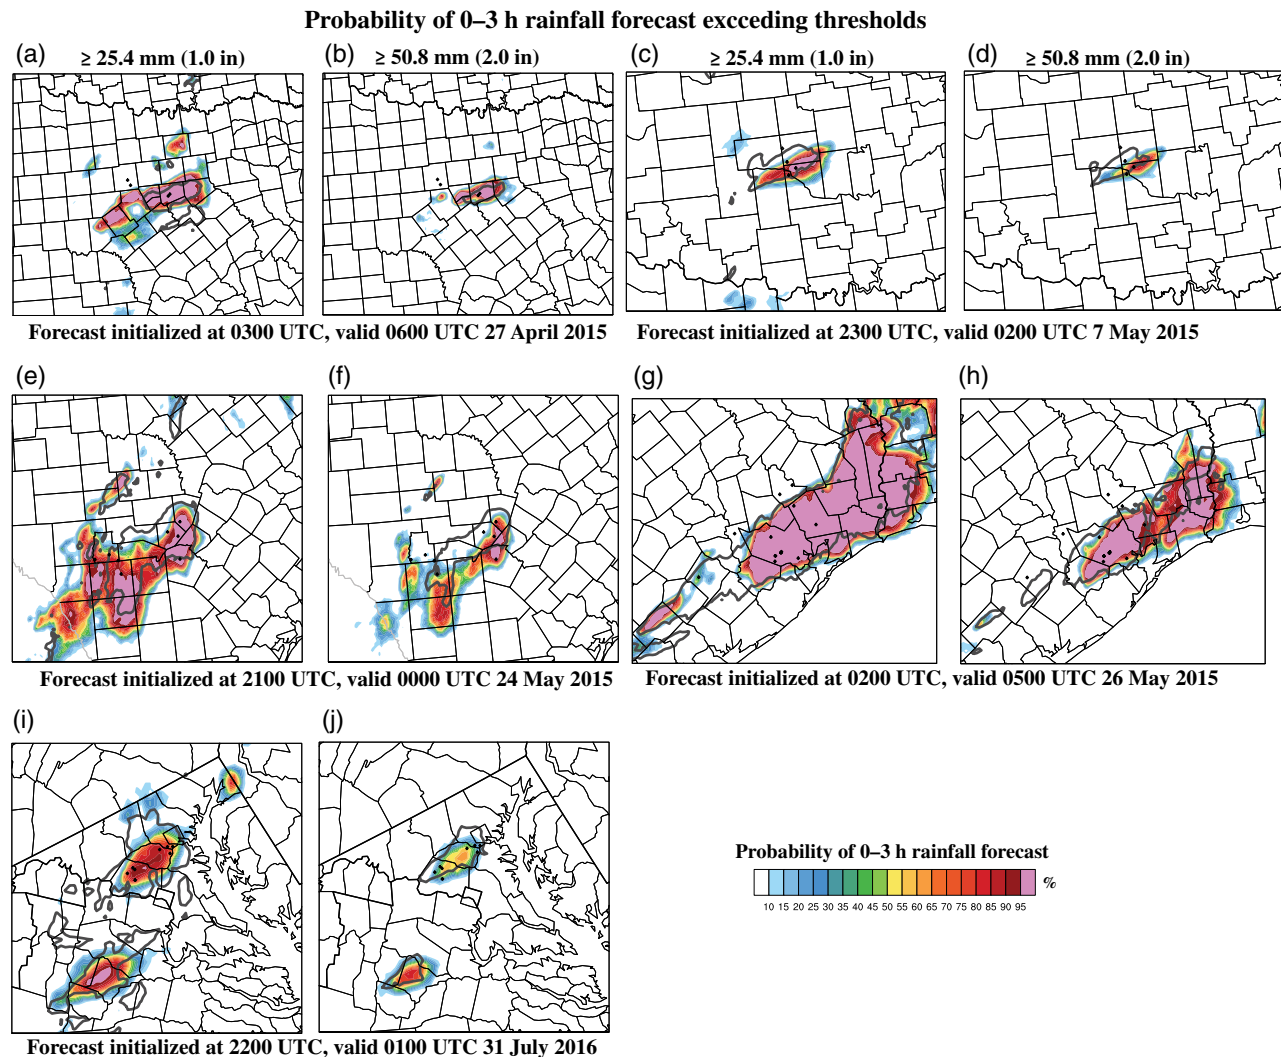 Probability of 0–3 h rainfall forecast exceeding thresholds
(a) ≥ 25.4 mm (1.0 in)
(b) ≥ 50.8 mm (2.0 in)
(c) ≥ 25.4 mm (1.0 in)
(d) ≥ 50.8 mm (2.0 in)
Forecast initialized at 0300 UTC, valid 0600 UTC 27 April 2015
Forecast initialized at 2300 UTC, valid 0200 UTC 7 May 2015
(e)
(f)
(g)
(h)
Forecast initialized at 2100 UTC, valid 0000 UTC 24 May 2015
Forecast initialized at 0200 UTC, valid 0500 UTC 26 May 2015
(i)
(j)
Probability of 0–3 h rainfall forecast
%
10 15 20 25 30 35 40 45 50 55 60 65 70 75 80 85 90 95
Forecast initialized at 2200 UTC, valid 0100 UTC 31 July 2016